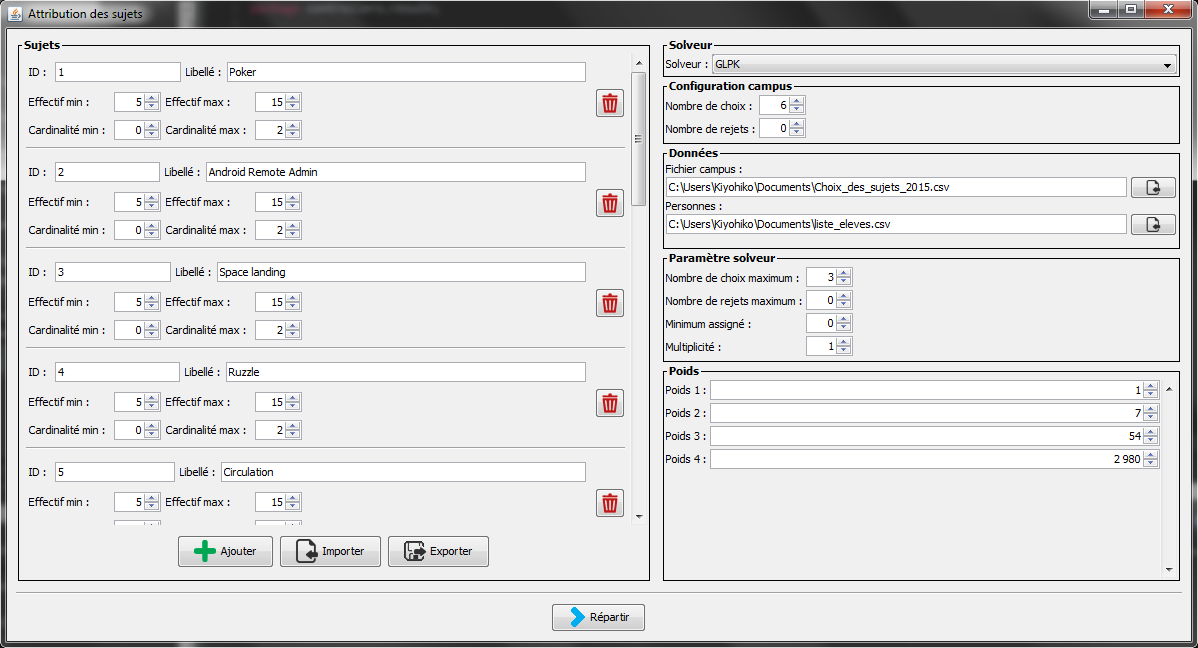 Attribution des sujets
Sujets
ID : 1 Libellé : Poker
Effectif min : 5 Effectif max : 15
Cardinalité min : 0 Cardinalité max : 2
ID : 2 Libellé : Android Remote Admin
Effectif min : 5 Effectif max : 15
Cardinalité min : 0 Cardinalité max : 2
ID : 3 Libellé : Space landing
Effectif min : 5 Effectif max : 15
Cardinalité min : 0 Cardinalité max : 2
ID : 4 Libellé : Ruzzle
Effectif min : 5 Effectif max : 15
Cardinalité min : 0 Cardinalité max : 2
ID : 5 Libellé : Circulation
Effectif min : 5 Effectif max : 15
Ajouter Importer Exporter
Solveur
Solveur : GLPK
Configuration campus
Nombre de choix : 6
Nombre de rejets : 0
Données
Fichier campus :
C:\Users\Kiyohiko\Documents\Choix_des_sujets_2015.csv
Personnes :
C:\Users\Kiyohiko\Documents\liste_eleves.csv
Paramètre solveur
Nombre de choix maximum : 3
Nombre de rejets maximum : 0
Minimum assigné : 0
Multiplicité : 1
Poids
Poids 1 : 1
Poids 2 : 7
Poids 3 : 54
Poids 4 : 2 980
Répartir